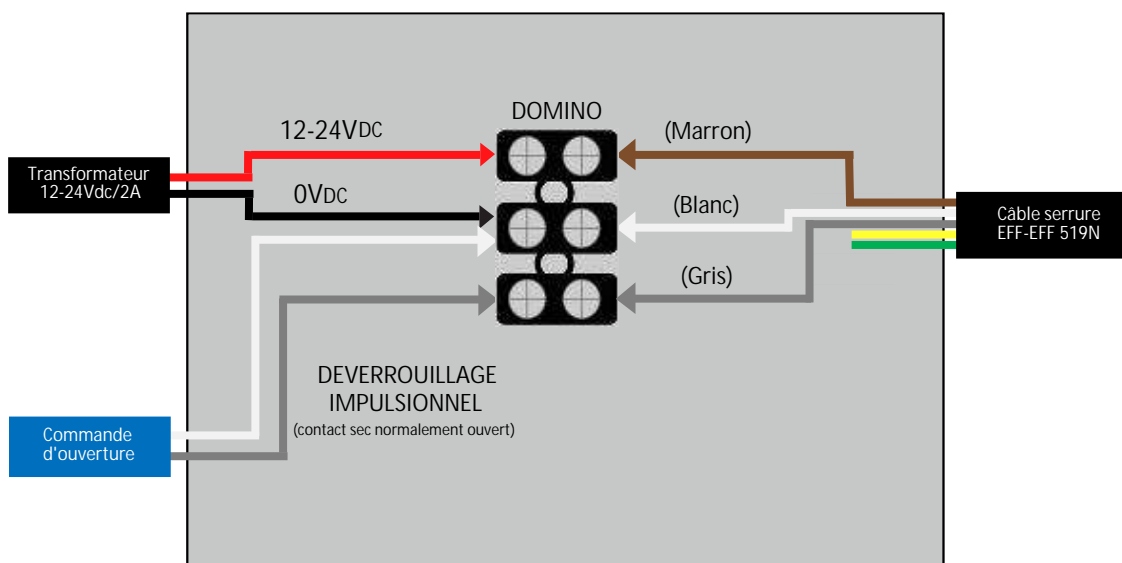 DOMINO
12-24VDC
(Marron)
Transformateur
12-24Vdc/2A
0VDC
(Blanc)
Câble serrure
EFF-EFF 519N
(Gris)
DEVERROUILLAGE
IMPULSIONNEL
(contact sec normalement ouvert)
Commande
d'ouverture